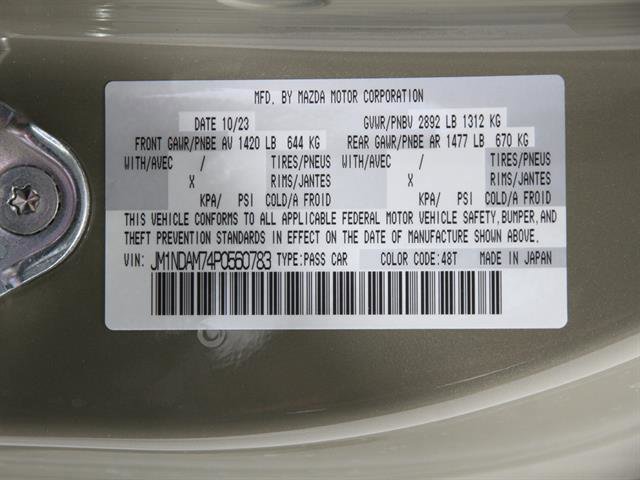 MFD. BY MAZDA MOTOR CORPORATION
DATE 10/23 GVWR/PNBV 2892 LB 1312 KG
FRONT GAWR/PNBE AV 1420 LB 644 KG REAR GAWR/PNBE AR 1477 LB 670 KG
WITH/AVEC / TIRES/PNEUS WITH/AVEC / TIRES/PNEUS
X RIMS/JANTES X RIMS/JANTES
KPA/ PSI COLD/A FROID KPA/ PSI COLD/A FROID
THIS VEHICLE CONFORMS TO ALL APPLICABLE FEDERAL MOTOR VEHICLE SAFETY, BUMPER, AND
THEFT PREVENTION STANDARDS IN EFFECT ON THE DATE OF MANUFACTURE SHOWN ABOVE.
VIN: JM1NDAM74P0560783 TYPE: PASS CAR COLOR CODE: 48T MADE IN JAPAN